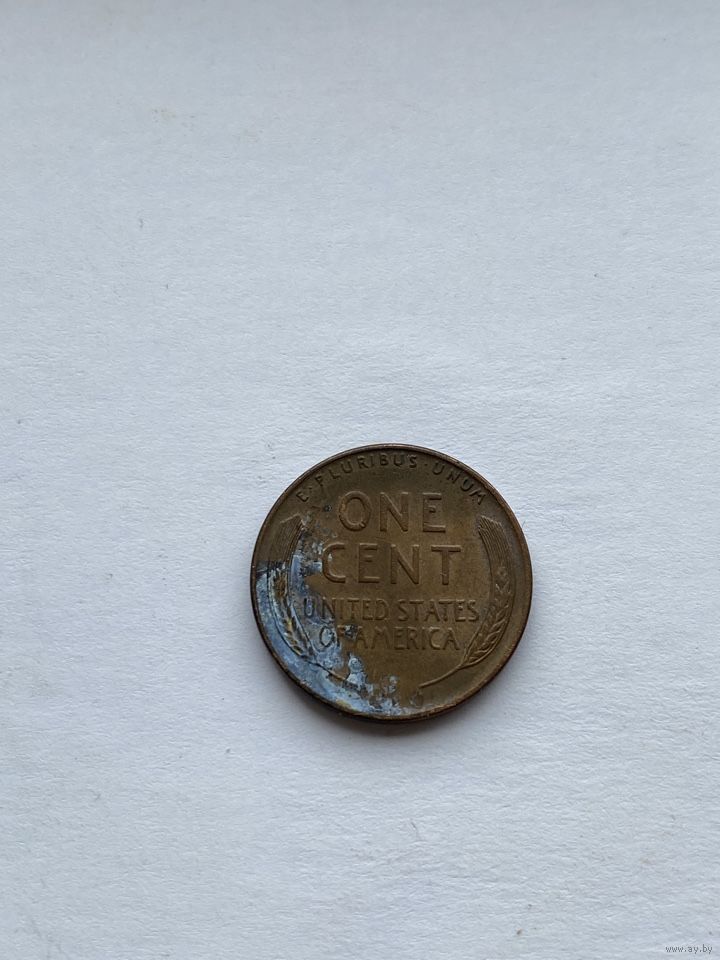 E·PLURIBUS·UNUM
ONE
CENT
UNITED STATES
OF AMERICA
www.ay.by